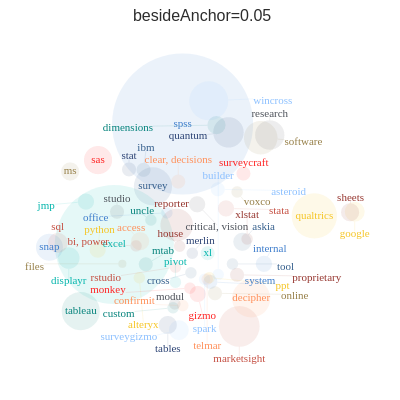 besideAnchor=0.05
wincross
research
dimensions
spss
quantum
software
ibm
stat
clear, decisions
sas
surveycraft
ms
builder
survey
asteroid
studio
voxco
sheets
jmp
uncle
reporter
xlstat
stata
qualtrics
office
sql
python
access
house
critical, vision
askia
google
bi, power
merlin
snap
excel
mtab
xl
internal
files
pivot
tool
displayr
rstudio
cross
system
proprietary
monkey
ppt
confirmit
modul
decipher
online
tableau
custom
gizmo
alteryx
spark
surveygizmo
telmar
tables
marketsight